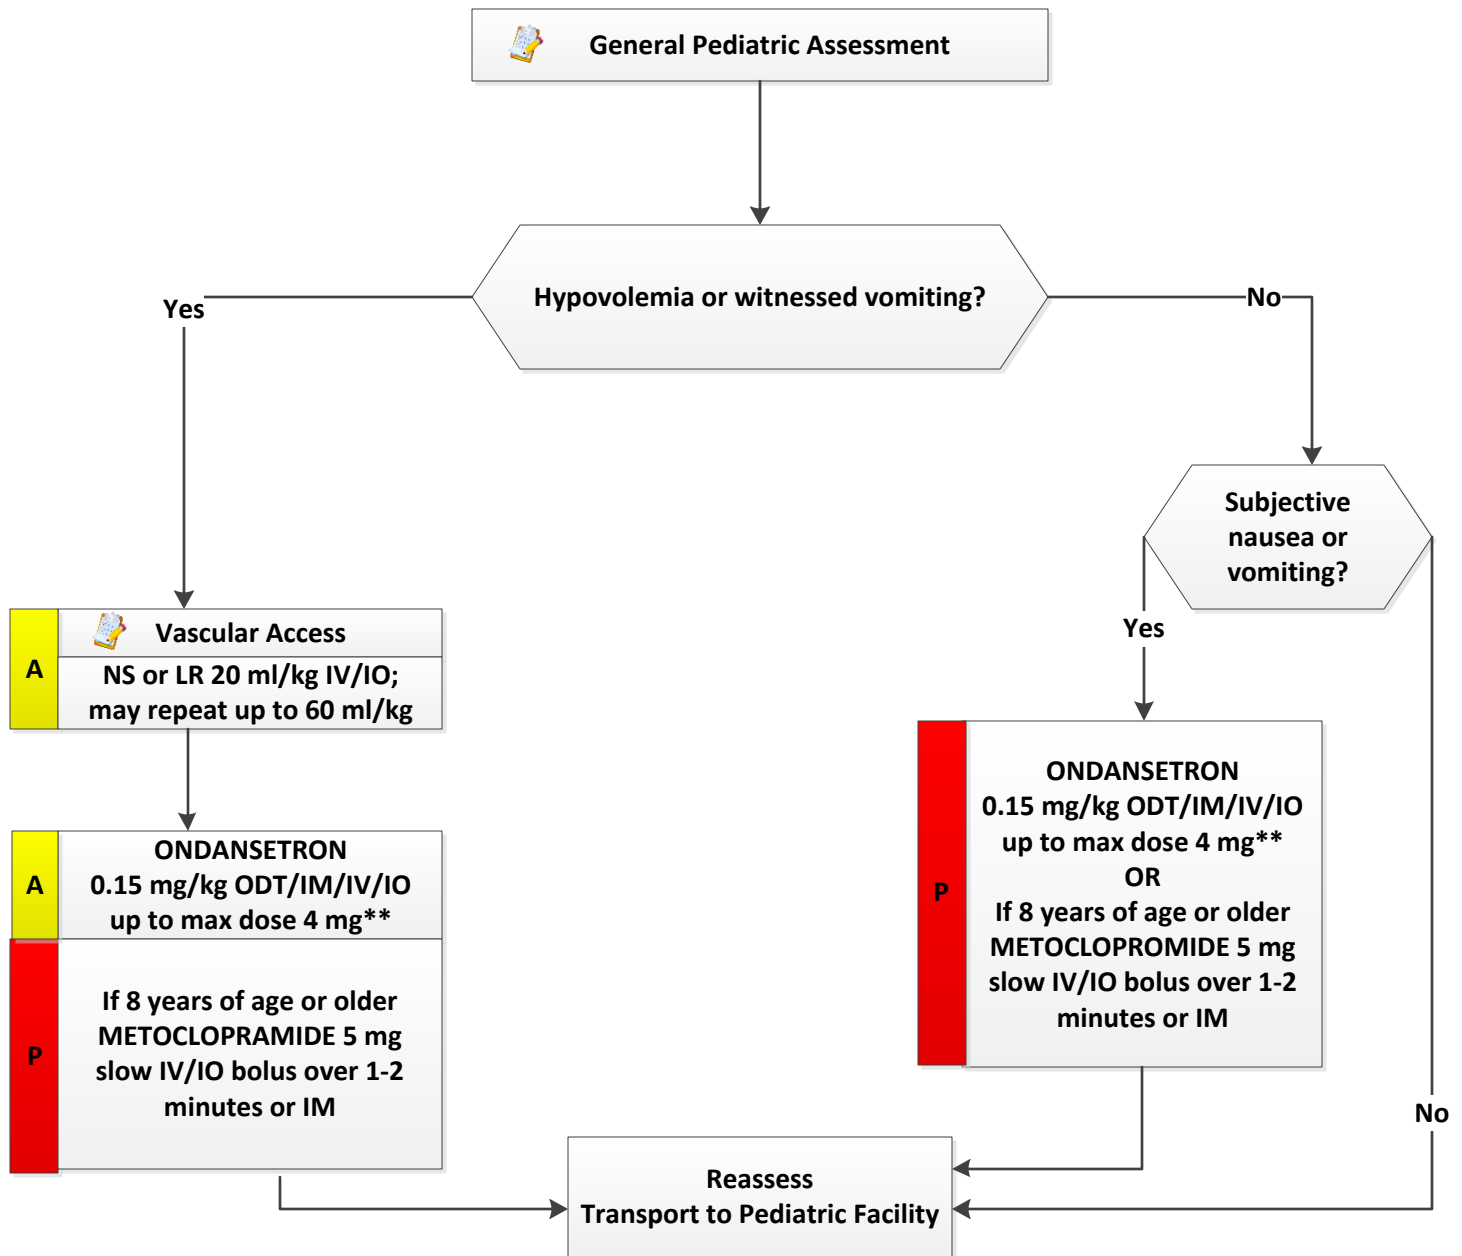 General Pediatric Assessment
Hypovolemia or witnessed vomiting?
Yes
No
Subjective
nausea or
vomiting?
Yes
No
A
Vascular Access
NS or LR 20 ml/kg IV/IO;
may repeat up to 60 ml/kg
A
ONDANSETRON
0.15 mg/kg ODT/IM/IV/IO
up to max dose 4 mg**
P
If 8 years of age or older
METOCLOPRAMIDE 5 mg
slow IV/IO bolus over 1-2
minutes or IM
P
ONDANSETRON
0.15 mg/kg ODT/IM/IV/IO
up to max dose 4 mg**
OR
If 8 years of age or older
METOCLOPROMIDE 5 mg
slow IV/IO bolus over 1-2
minutes or IM
Reassess
Transport to Pediatric Facility